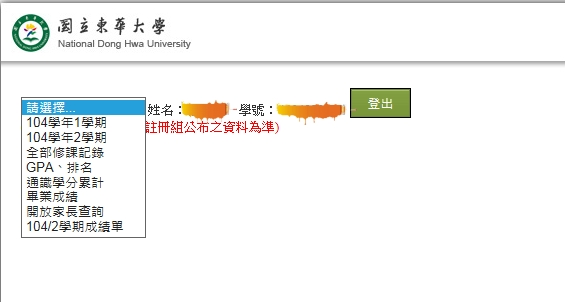 國立東華大學
National Dong Hwa University
請選擇...
104學年1學期
104學年2學期
全部修課記錄
GPA、排名
通識學分累計
畢業成績
開放家長查詢
104/2學期成績單
姓名：
學號：
登出
註冊組公布之資料為準)